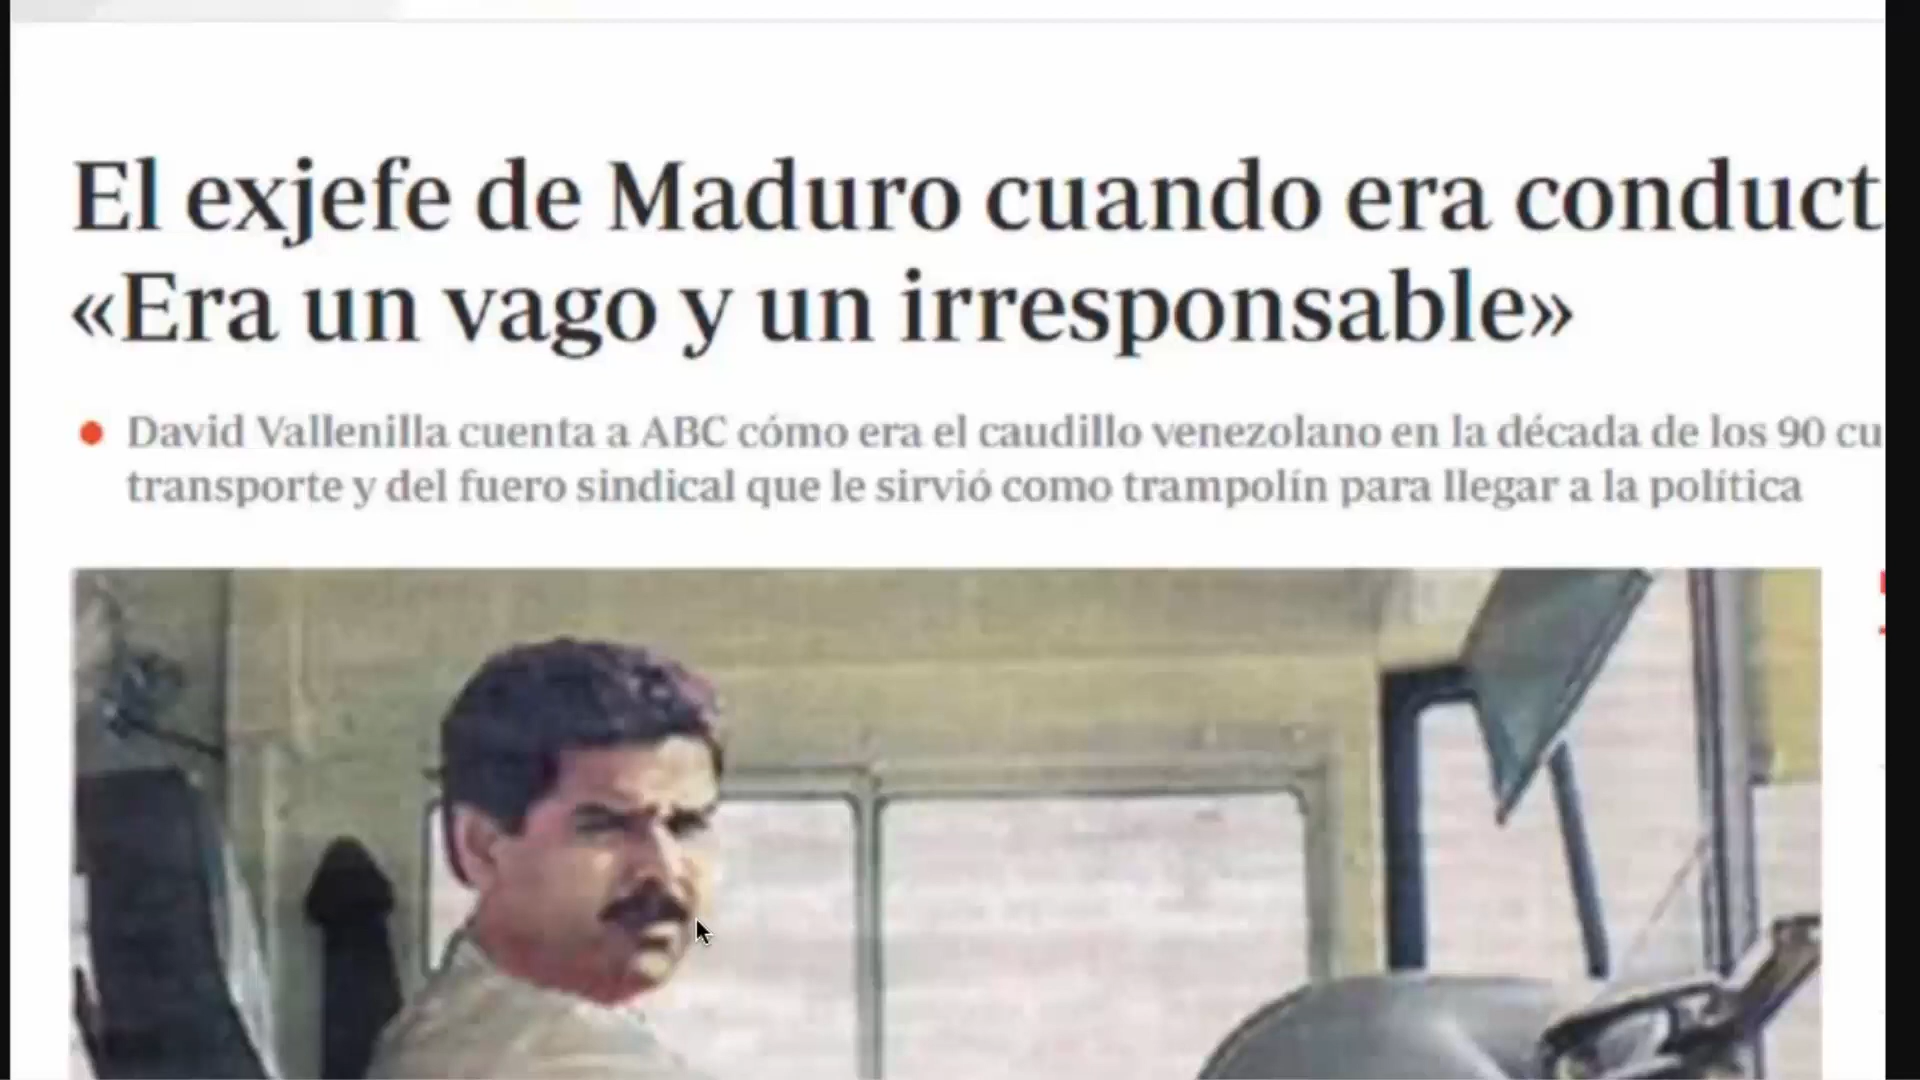 El exjefe de Maduro cuando era conduct
«Era un vago y un irresponsable»
David Vallenilla cuenta a ABC cómo era el caudillo venezolano en la década de los 90 cu
transporte y del fuero sindical que le sirvió como trampolín para llegar a la política